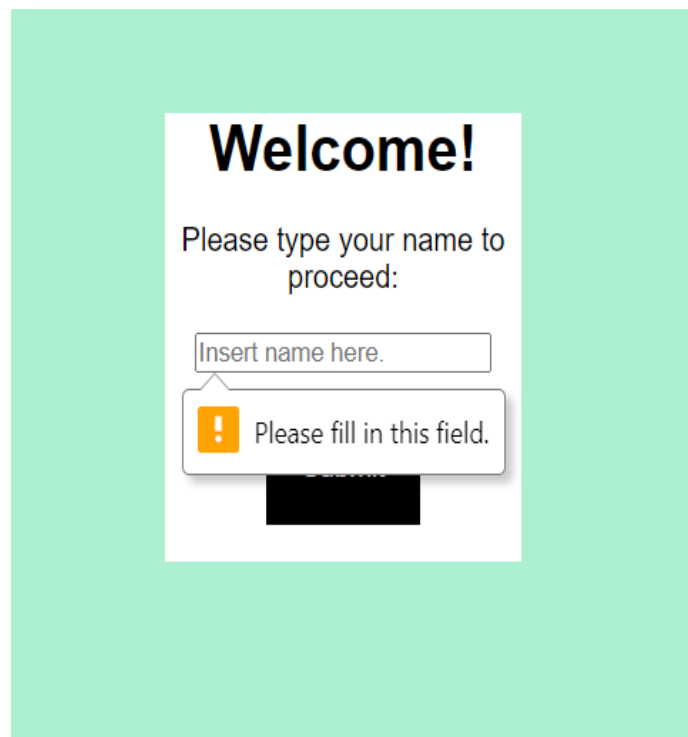 Welcome!
Please type your name to
proceed:
Insert name here.
Please fill in this field.